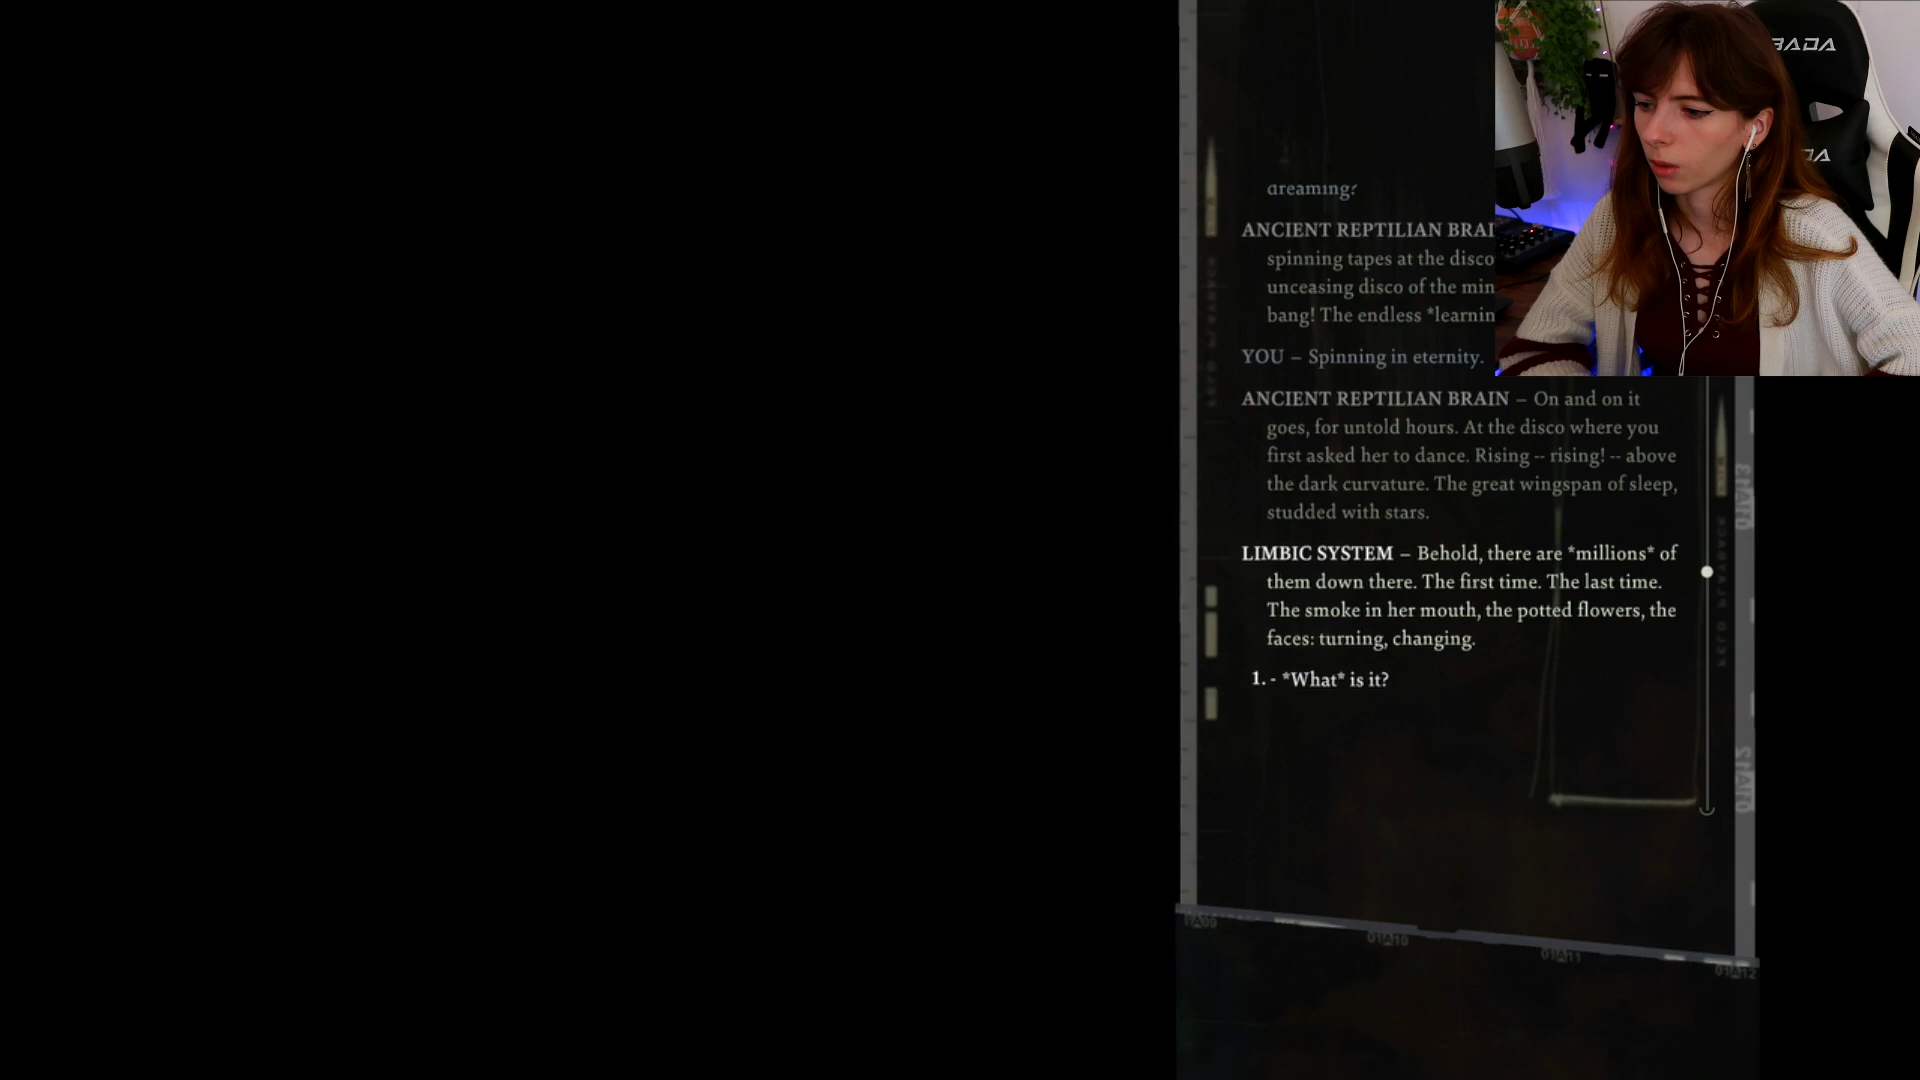 dreaming?
ANCIENT REPTILIAN BRAI
spinning tapes at the disco
unceasing disco of the min
bang! The endless *learnin
YOU – Spinning in eternity.
ANCIENT REPTILIAN BRAIN – On and on it
goes, for untold hours. At the disco where you
first asked her to dance. Rising -- rising! -- above
the dark curvature. The great wingspan of sleep,
studded with stars.
LIMBIC SYSTEM – Behold, there are *millions* of
them down there. The first time. The last time.
The smoke in her mouth, the potted flowers, the
faces: turning, changing.
1. - *What* is it?
01A10
01A11
01A12